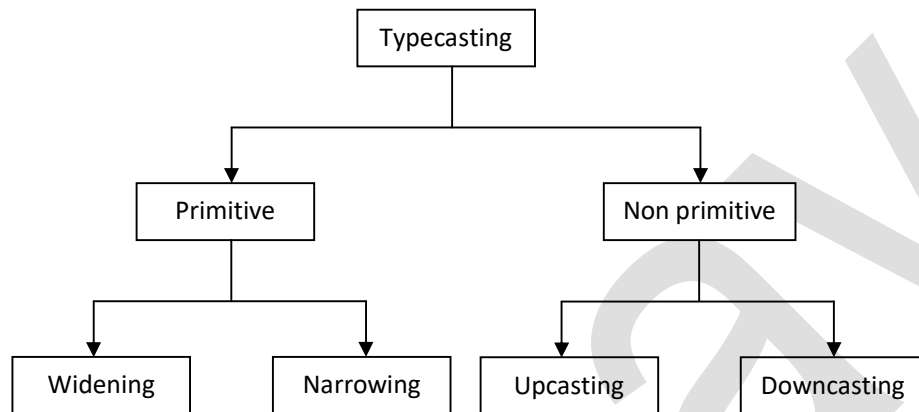 Typecasting
Primitive
Non primitive
Widening
Narrowing
Upcasting
Downcasting